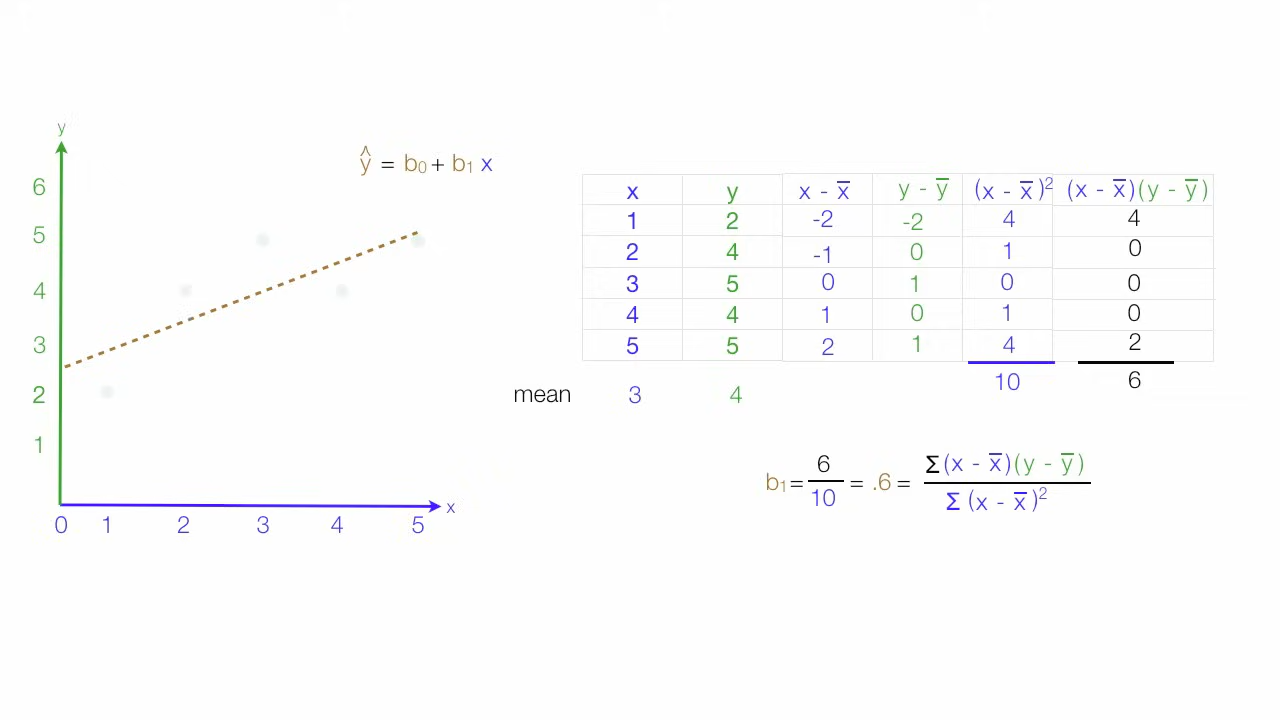 y
6
5
4
3
2
1
0 1 2 3 4 5 x
ŷ = b₀ + b₁ x
x y x - x̅ y - y̅ (x - x̅)² (x - x̅)(y - y̅)
1 2 -2 -2 4 4
2 4 -1 0 1 0
3 5 0 1 0 0
4 4 1 0 1 0
5 5 2 1 4 2
10 6
mean 3 4
b₁ = 6/10 = .6 = Σ(x - x̅)(y - y̅) / Σ(x - x̅)²